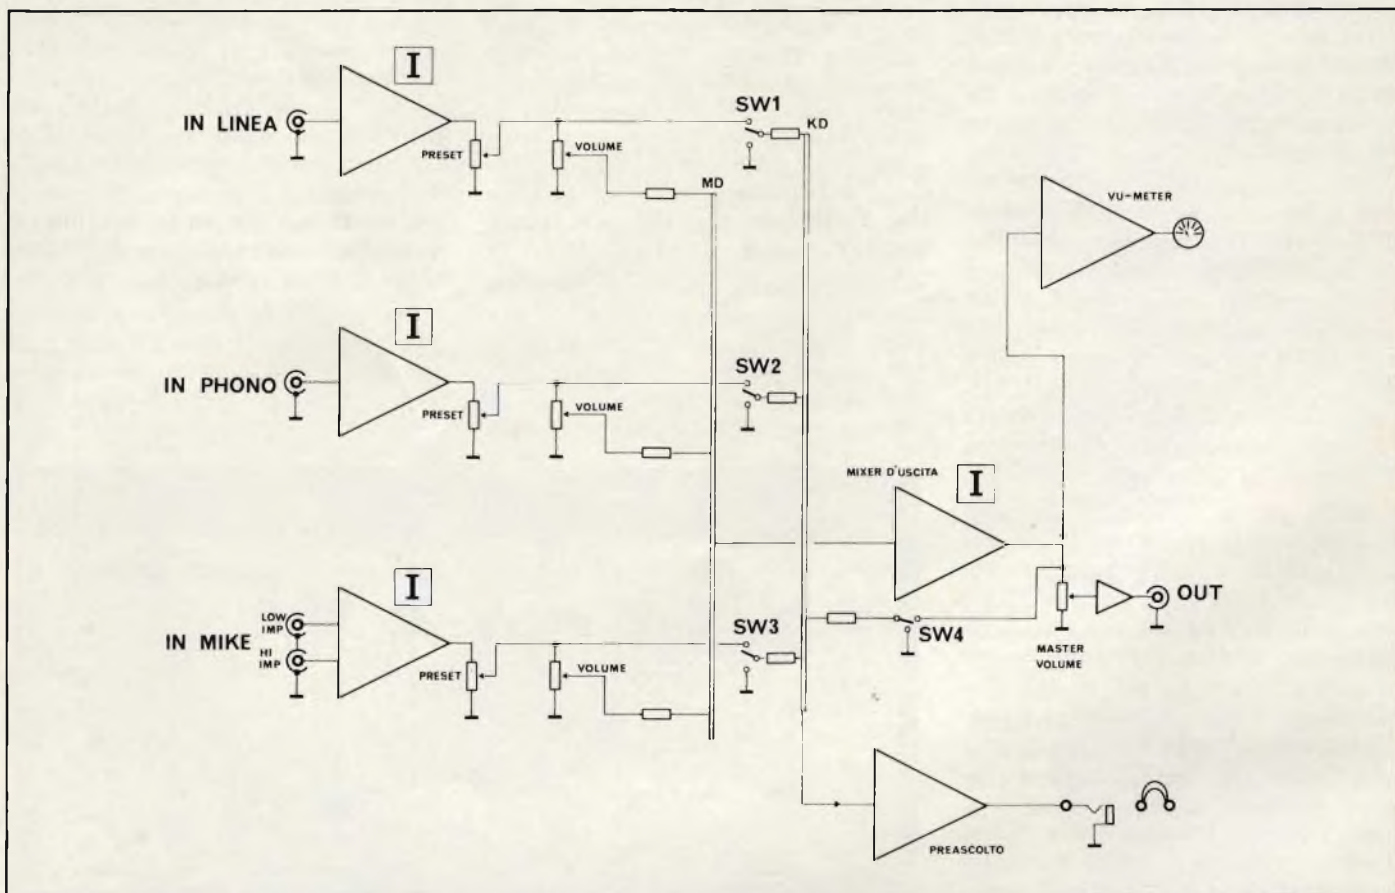 I
SW1
KD
IN LINEA
PRESET
VOLUME
MD
VU-METER
I
SW2
IN PHONO
PRESET
VOLUME
MIXER D'USCITA
I
I
LOW
IMP
IN MIKE
HI
IMP
SW3
SW4
OUT
PRESET
VOLUME
MASTER
VOLUME
PREASCOLTO